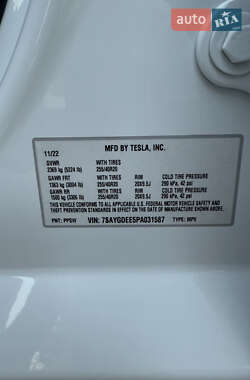 AUTO RIA
11/22
MFD BY TESLA, INC.
GVWR WITH TIRES
2369 kg (5224 lb) 255/40R20
GAWR FRT WITH TIRES RIM COLD TIRE PRESSURE
1363 kg (3004 lb) 255/40R20 20X9.5J 290 kPa, 42 psi
GAWR RR WITH TIRES RIM COLD TIRE PRESSURE
1500 kg (3306 lb) 255/40R20 20X9.5J 290 kPa, 42 psi
THIS VEHICLE CONFORMS TO ALL APPLICABLE U.S. FEDERAL MOTOR VEHICLE SAFETY AND
THEFT PREVENTION STANDARDS IN EFFECT ON THE DATE OF MANUFACTURE SHOWN ABOVE.
PNT: PPSW VIN: 7SAYGDEE5PA031587 TYPE: MPV